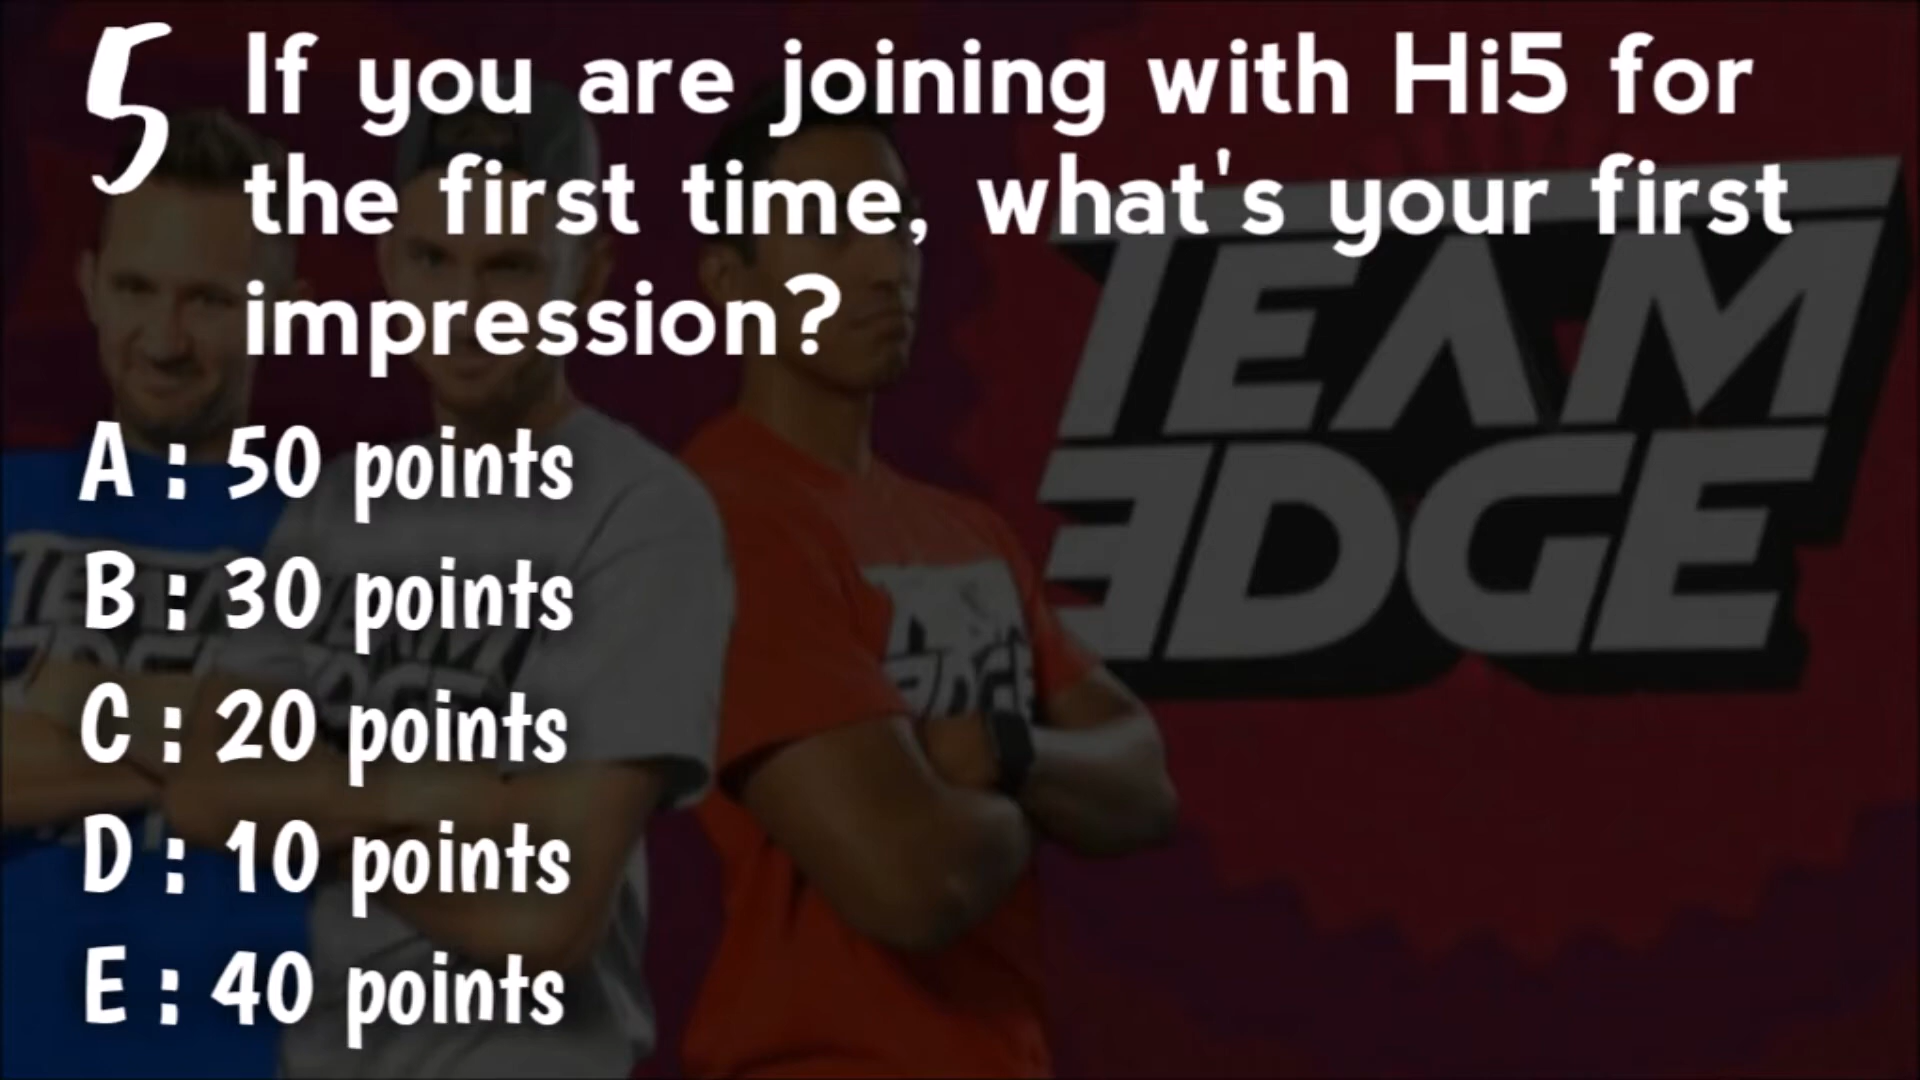 5 If you are joining with Hi5 for
the first time, what's your first
impression?
A : 50 points
B : 30 points
C : 20 points
D : 10 points
E : 40 points
TEAM
EDGE